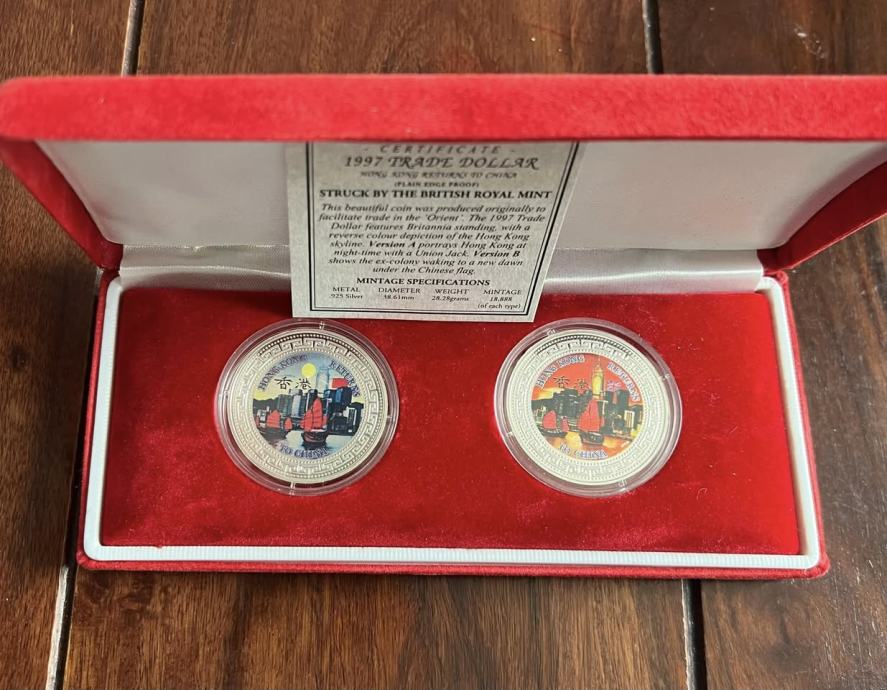 - CERTIFICATE -
1997 TRADE DOLLAR
HONG KONG RETURNS TO CHINA
(PLAIN EDGE PROOF)
STRUCK BY THE BRITISH ROYAL MINT
This beautiful coin was produced originally to
facilitate trade in the 'Orient'. The 1997 Trade
Dollar features Britannia standing, with a
reverse colour depiction of the Hong Kong
skyline. Version A portrays Hong Kong at
night-time with a Union Jack. Version B
shows the ex-colony waking to a new dawn
under the Chinese flag.
MINTAGE SPECIFICATIONS
METAL DIAMETER WEIGHT MINTAGE
.925 Silver 38.61mm 28.28grams 18,888
(of each type)
HONG KONG RETURNS
香港
TO CHINA
HONG KONG RETURNS
香港
TO CHINA